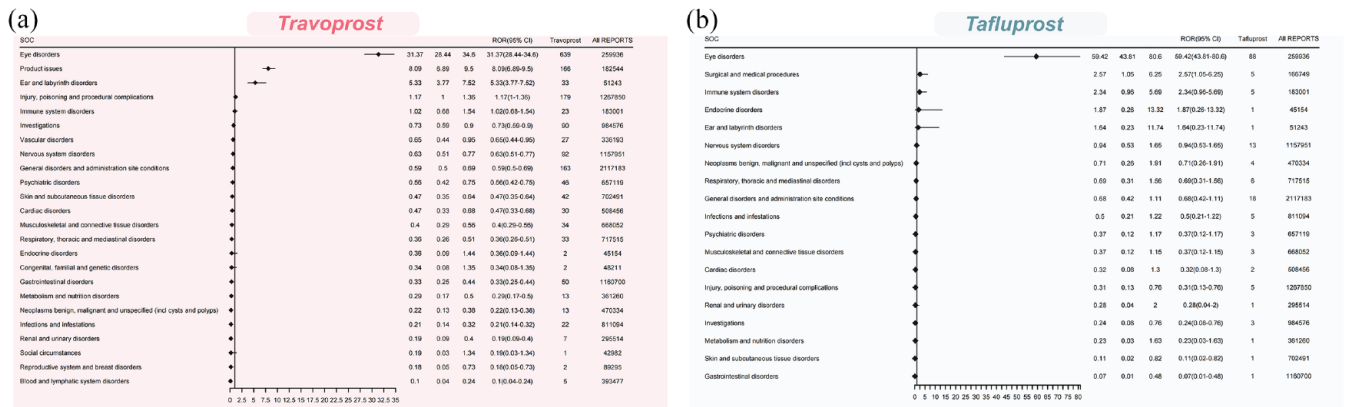 (a)
Travoprost
SOC ROR(95% CI) Travoprost All REPORTS
Eye disorders 31.37 28.44 34.6 31.37(28.44-34.6) 639 259936
Product issues 8.09 6.89 9.5 8.09(6.89-9.5) 166 182544
Ear and labyrinth disorders 5.33 3.77 7.52 5.33(3.77-7.52) 33 51243
Injury, poisoning and procedural complications 1.17 1 1.36 1.17(1-1.36) 179 1267850
Immune system disorders 1.02 0.68 1.54 1.02(0.68-1.54) 23 183001
Investigations 0.73 0.59 0.9 0.73(0.59-0.9) 90 984576
Vascular disorders 0.65 0.44 0.95 0.65(0.44-0.95) 27 336193
Nervous system disorders 0.63 0.51 0.77 0.63(0.51-0.77) 92 1157951
General disorders and administration site conditions 0.59 0.5 0.69 0.59(0.5-0.69) 163 2117183
Psychiatric disorders 0.56 0.42 0.75 0.56(0.42-0.75) 46 657119
Skin and subcutaneous tissue disorders 0.47 0.35 0.64 0.47(0.35-0.64) 42 702491
Cardiac disorders 0.47 0.33 0.68 0.47(0.33-0.68) 30 508456
Musculoskeletal and connective tissue disorders 0.4 0.29 0.56 0.4(0.29-0.56) 34 668052
Respiratory, thoracic and mediastinal disorders 0.36 0.26 0.51 0.36(0.26-0.51) 33 717515
Endocrine disorders 0.36 0.09 1.44 0.36(0.09-1.44) 2 45154
Congenital, familial and genetic disorders 0.34 0.08 1.35 0.34(0.08-1.35) 2 48211
Gastrointestinal disorders 0.33 0.25 0.44 0.33(0.25-0.44) 50 1160700
Metabolism and nutrition disorders 0.29 0.17 0.5 0.29(0.17-0.5) 13 361260
Neoplasms benign, malignant and unspecified (incl cysts and polyps) 0.22 0.13 0.38 0.22(0.13-0.38) 13 470334
Infections and infestations 0.21 0.14 0.32 0.21(0.14-0.32) 22 811094
Renal and urinary disorders 0.19 0.09 0.4 0.19(0.09-0.4) 7 295514
Social circumstances 0.19 0.03 1.34 0.19(0.03-1.34) 1 42982
Reproductive system and breast disorders 0.18 0.05 0.73 0.18(0.05-0.73) 2 89295
Blood and lymphatic system disorders 0.1 0.04 0.24 0.1(0.04-0.24) 5 393477
0 2.5 5 7.5 10 12.5 15 17.5 20 22.5 25 27.5 30 32.5 35
(b)
Tafluprost
SOC ROR(95% CI) Tafluprost All REPORTS
Eye disorders 59.42 43.81 80.6 59.42(43.81-80.6) 88 259936
Surgical and medical procedures 2.57 1.05 6.25 2.57(1.05-6.25) 5 166749
Immune system disorders 2.34 0.96 5.69 2.34(0.96-5.69) 5 183001
Endocrine disorders 1.87 0.26 13.32 1.87(0.26-13.32) 1 45154
Ear and labyrinth disorders 1.64 0.23 11.74 1.64(0.23-11.74) 1 51243
Nervous system disorders 0.94 0.53 1.65 0.94(0.53-1.65) 13 1157951
Neoplasms benign, malignant and unspecified (incl cysts and polyps) 0.71 0.26 1.91 0.71(0.26-1.91) 4 470334
Respiratory, thoracic and mediastinal disorders 0.69 0.31 1.56 0.69(0.31-1.56) 6 717515
General disorders and administration site conditions 0.68 0.42 1.11 0.68(0.42-1.11) 18 2117183
Infections and infestations 0.5 0.21 1.22 0.5(0.21-1.22) 5 811094
Psychiatric disorders 0.37 0.12 1.17 0.37(0.12-1.17) 3 657119
Musculoskeletal and connective tissue disorders 0.37 0.12 1.15 0.37(0.12-1.15) 3 668052
Cardiac disorders 0.32 0.08 1.3 0.32(0.08-1.3) 2 508456
Injury, poisoning and procedural complications 0.31 0.13 0.76 0.31(0.13-0.76) 5 1267850
Renal and urinary disorders 0.28 0.04 2 0.28(0.04-2) 1 295514
Investigations 0.24 0.08 0.76 0.24(0.08-0.76) 3 984576
Metabolism and nutrition disorders 0.23 0.03 1.63 0.23(0.03-1.63) 1 361260
Skin and subcutaneous tissue disorders 0.11 0.02 0.82 0.11(0.02-0.82) 1 702491
Gastrointestinal disorders 0.07 0.01 0.48 0.07(0.01-0.48) 1 1160700
0 5 10 15 20 25 30 35 40 45 50 55 60 65 70 75 80